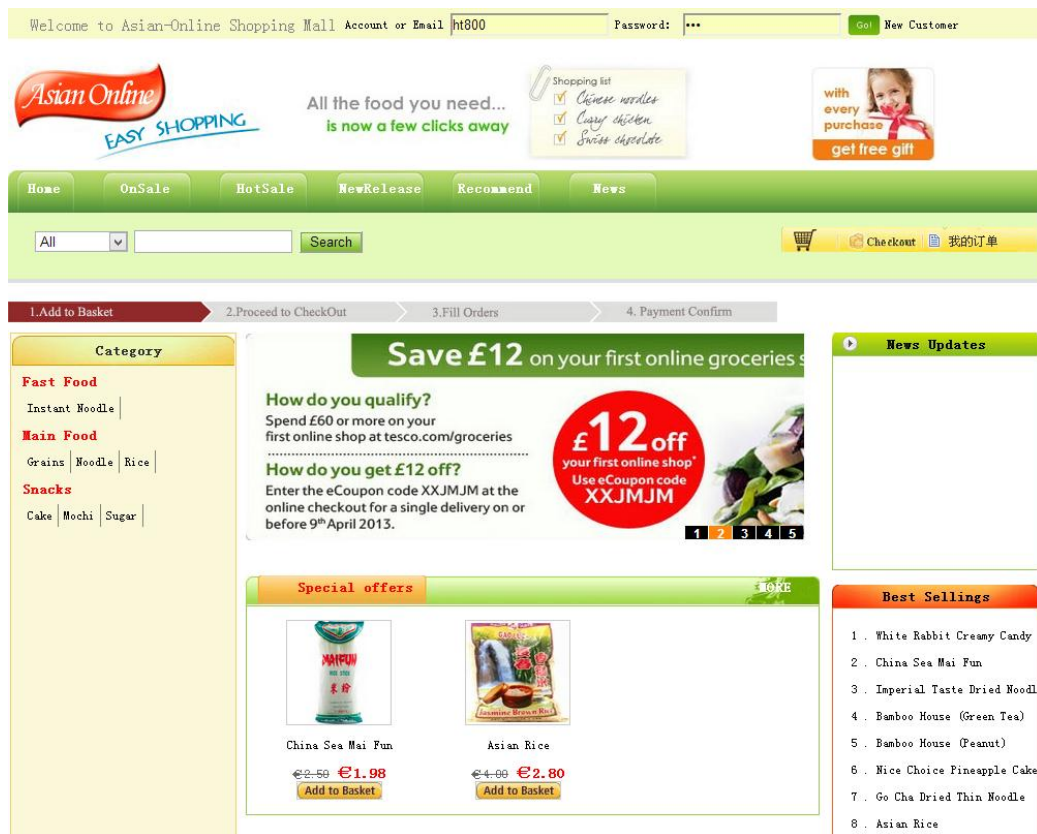 Welcome to Asian-Online Shopping Mall Account or Email ht800 Password: ••• Go! New Customer
Asian Online
EASY SHOPPING
All the food you need...
is now a few clicks away
Shopping list
Chinese noodles
Curry chicken
Swiss chocolate
with
every
purchase
get free gift
Home OnSale HotSale NewRelease Recommend News
All Search Checkout 我的订单
1.Add to Basket 2.Proceed to CheckOut 3.Fill Orders 4. Payment Confirm
Category
Fast Food
Instant Noodle
Main Food
Grains Noodle Rice
Snacks
Cake Mochi Sugar
Save £12 on your first online groceries s
How do you qualify?
Spend £60 or more on your
first online shop at tesco.com/groceries
How do you get £12 off?
Enter the eCoupon code XXJMJM at the
online checkout for a single delivery on or
before 9th April 2013.
£12 off
your first online shop*
Use eCoupon code
XXJMJM
1 2 3 4 5
News Updates
Special offers MORE
MAIFUN
RICE STICK
米粉
Jasmine Brown Rice
China Sea Mai Fun Asian Rice
€2.50 €1.98 €4.00 €2.80
Add to Basket Add to Basket
Best Sellings
1 . White Rabbit Creamy Candy
2 . China Sea Mai Fun
3 . Imperial Taste Dried Noodl
4 . Bamboo House (Green Tea)
5 . Bamboo House (Peanut)
6 . Nice Choice Pineapple Cake
7 . Go Cha Dried Thin Noodle
8 . Asian Rice